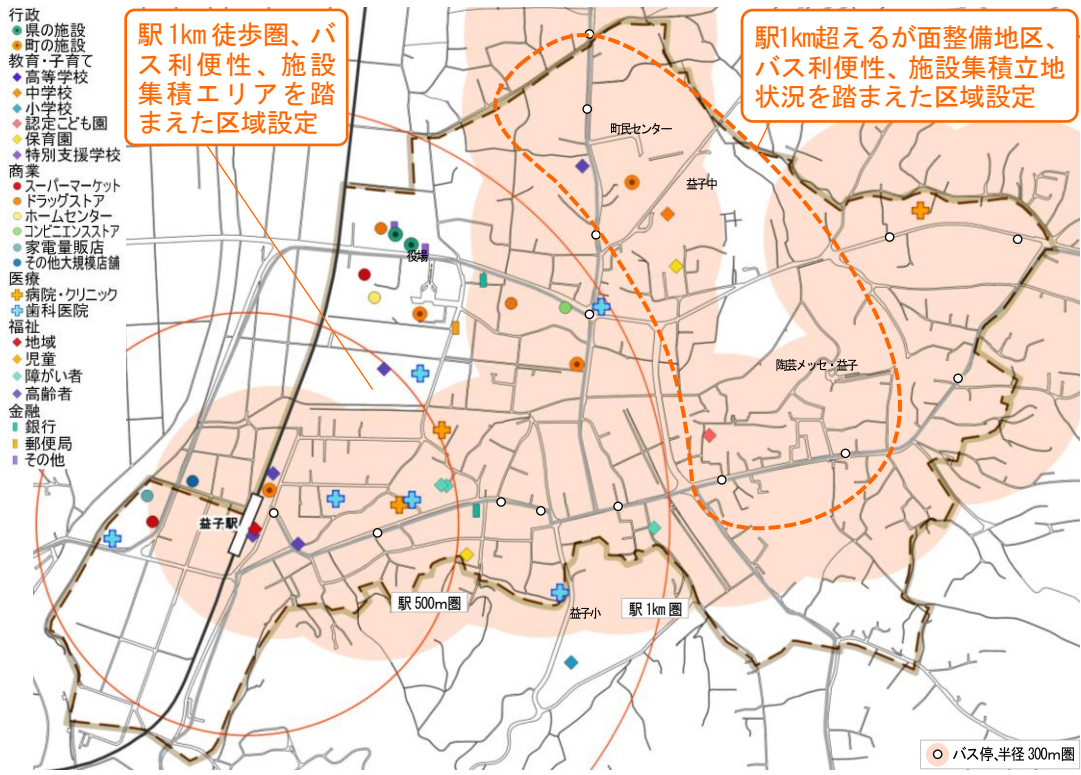 行政
県の施設
町の施設
教育・子育て
高等学校
中学校
小学校
認定こども園
保育園
特別支援学校
商業
スーパーマーケット
ドラッグストア
ホームセンター
コンビニエンスストア
家電量販店
その他大規模店舗
医療
病院・クリニック
歯科医院
福祉
地域
児童
障がい者
高齢者
金融
銀行
郵便局
その他
駅1km徒歩圏、バ
ス利便性、施設
集積エリアを踏
まえた区域設定
駅1km超えるが面整備地区、
バス利便性、施設集積立地
状況を踏まえた区域設定
町民センター
益子中
役場
陶芸メッセ・益子
益子駅
駅500m圏
駅1km圏
益子小
バス停、半径300m圏